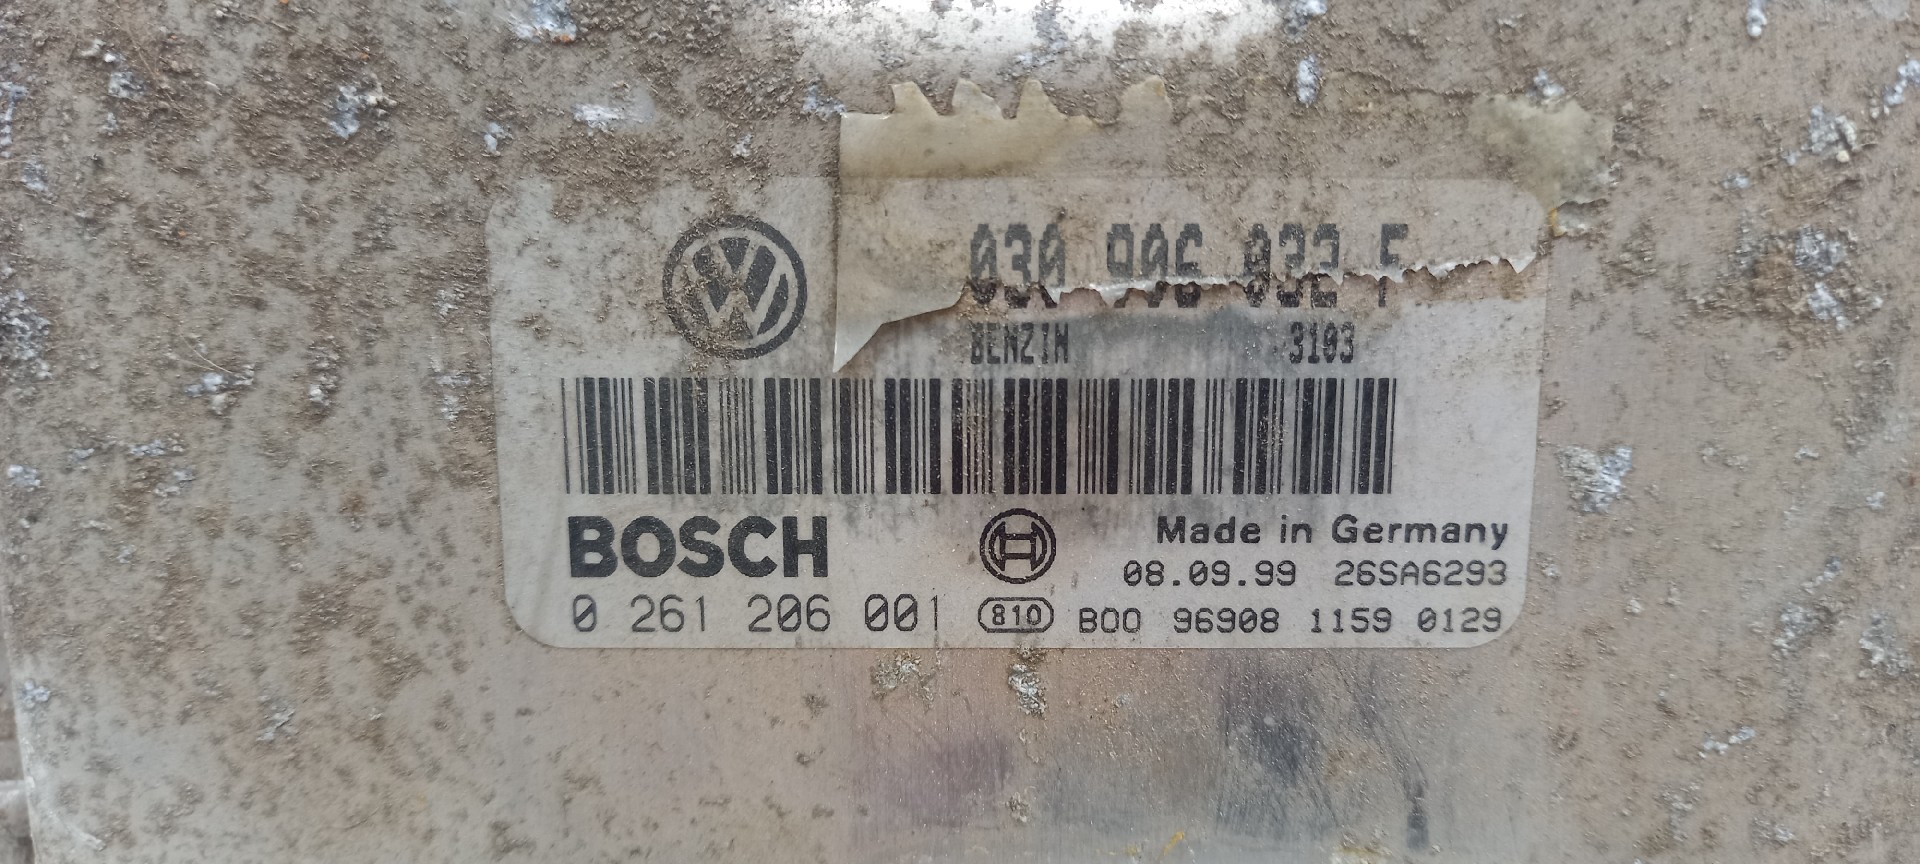 030 906 032 F
BENZIN 3103
BOSCH
Made in Germany
08.09.99 26SA6293
0 261 206 001 810 B00 96908 1159 0129